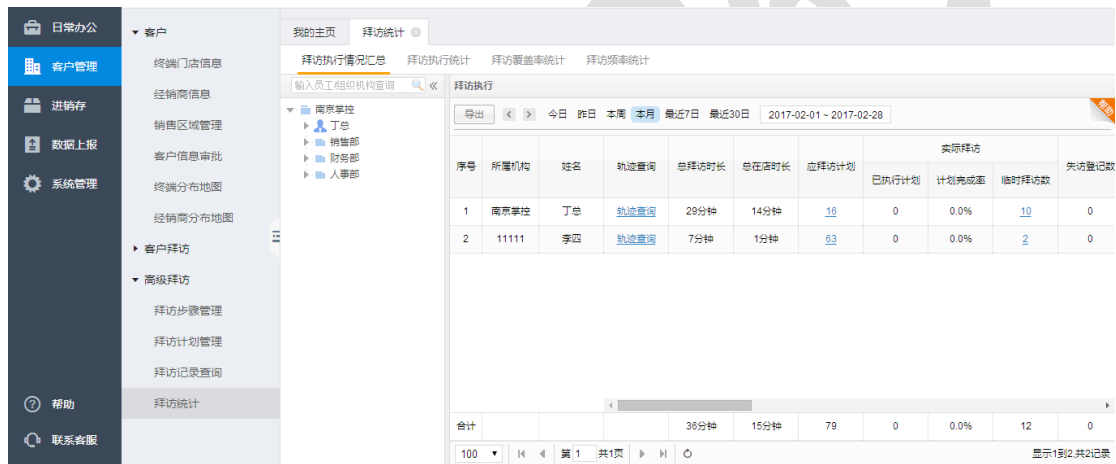 日常办公
客户管理
进销存
数据上报
系统管理
帮助
联系客服
客户
终端门店信息
经销商信息
销售区域管理
客户信息审批
终端分布地图
经销商分布地图
客户拜访
高级拜访
拜访步骤管理
拜访计划管理
拜访记录查询
拜访统计
我的主页 拜访统计
拜访执行情况汇总 拜访执行统计 拜访覆盖率统计 拜访频率统计
输入员工/组织机构查询
南京掌控
丁总
销售部
财务部
人事部
拜访执行
导出 < > 今日 昨日 本周 本月 最近7日 最近30日 2017-02-01 ~ 2017-02-28
帮助
序号 所属机构 姓名 轨迹查询 总拜访时长 总在店时长 应拜访计划 实际拜访 失访登记数
已执行计划 计划完成率 临时拜访数
1 南京掌控 丁总 轨迹查询 29分钟 14分钟 16 0 0.0% 10 0
2 11111 李四 轨迹查询 7分钟 1分钟 63 0 0.0% 2 0
合计 36分钟 15分钟 79 0 0.0% 12 0
100 第 1 共1页 显示1到2,共2记录